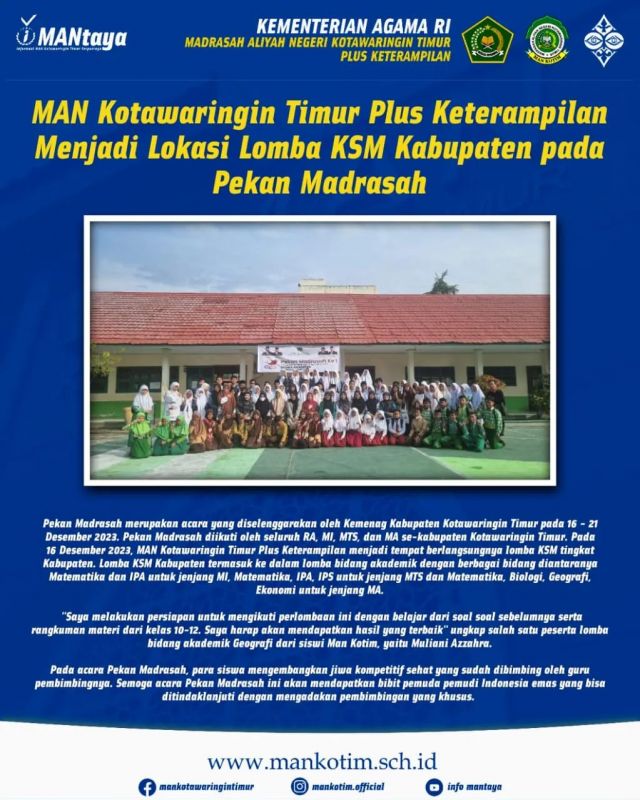 MANtaya
KEMENTERIAN AGAMA RI
MADRASAH ALIYAH NEGERI KOTAWARINGIN TIMUR
PLUS KETERAMPILAN
MAN Kotawaringin Timur Plus Keterampilan
Menjadi Lokasi Lomba KSM Kabupaten pada
Pekan Madrasah
Pekan Madrasah Ke 1
Pekan Madrasah merupakan acara yang diselenggarakan oleh Kemenag Kabupaten Kotawaringin Timur pada 16 - 21
Desember 2023. Pekan Madrasah diikuti oleh seluruh RA, MI, MTS, dan MA se-kabupaten Kotawaringin Timur. Pada
16 Desember 2023, MAN Kotawaringin Timur Plus Keterampilan menjadi tempat berlangsungnya lomba KSM tingkat
Kabupaten. Lomba KSM Kabupaten termasuk ke dalam lomba bidang akademik dengan berbagai bidang diantaranya
Matematika dan IPA untuk jenjang MI, Matematika, IPA, IPS untuk jenjang MTS dan Matematika, Biologi, Geografi,
Ekonomi untuk jenjang MA.
"Saya melakukan persiapan untuk mengikuti perlombaan ini dengan belajar dari soal soal sebelumnya serta
rangkuman materi dari kelas 10-12. Saya harap akan mendapatkan hasil yang terbaik" ungkap salah satu peserta lomba
bidang akademik Geografi dari siswi Man Kotim, yaitu Muliani Azzahra.
Pada acara Pekan Madrasah, para siswa mengembangkan jiwa kompetitif sehat yang sudah dibimbing oleh guru
pembimbingnya. Semoga acara Pekan Madrasah ini akan mendapatkan bibit pemuda pemudi Indonesia emas yang bisa
ditindaklanjuti dengan mengadakan pembimbingan yang khusus.
www.mankotim.sch.id
mankotawaringintimur
mankotim.official
info mantaya